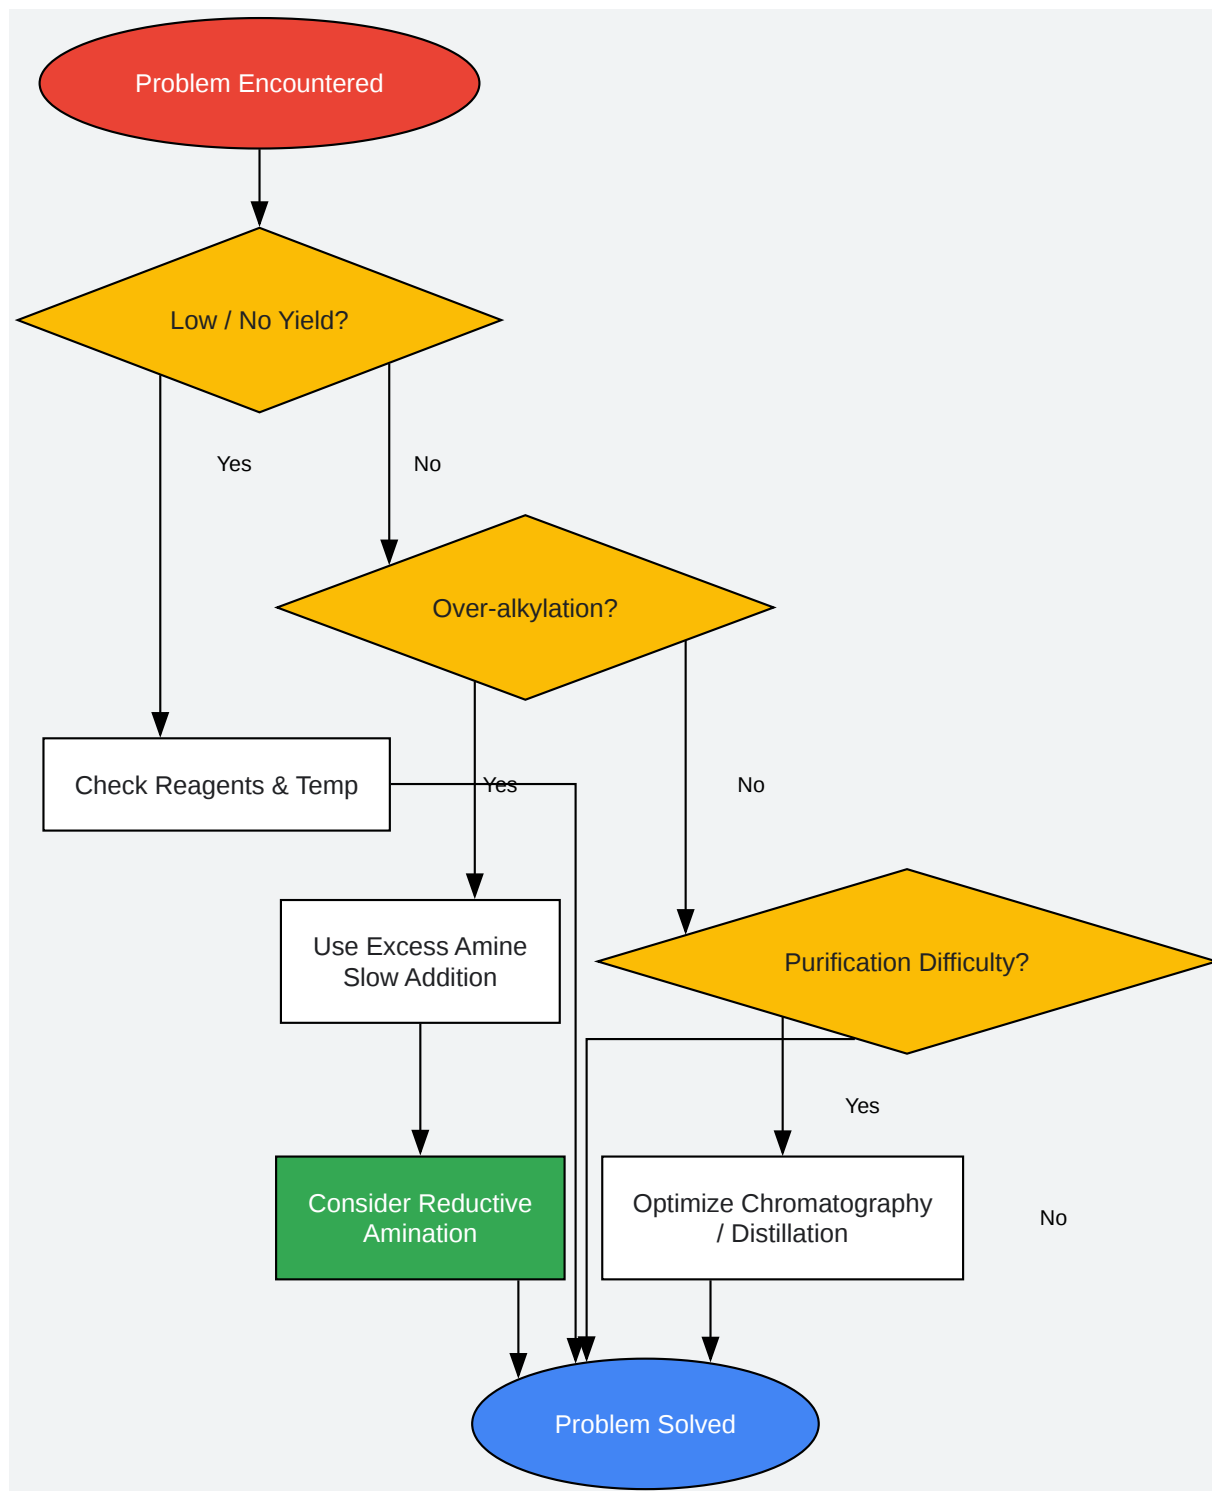 Problem Encountered
Low / No Yield?
Yes
No
Over-alkylation?
Check Reagents & Temp
Yes
No
Use Excess Amine
Slow Addition
Purification Difficulty?
Yes
Consider Reductive
Amination
Optimize Chromatography
/ Distillation
No
Problem Solved